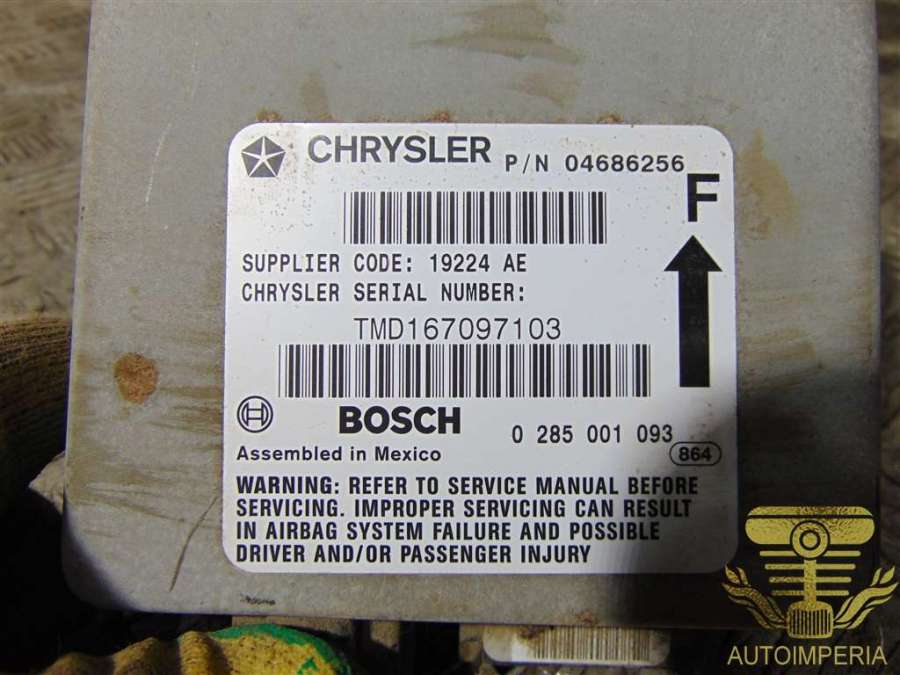 CHRYSLER P/N 04686256
F
SUPPLIER CODE: 19224 AE
CHRYSLER SERIAL NUMBER:
TMD167097103
BOSCH 0 285 001 093
Assembled in Mexico 864
WARNING: REFER TO SERVICE MANUAL BEFORE
SERVICING. IMPROPER SERVICING CAN RESULT
IN AIRBAG SYSTEM FAILURE AND POSSIBLE
DRIVER AND/OR PASSENGER INJURY
AUTOIMPERIA